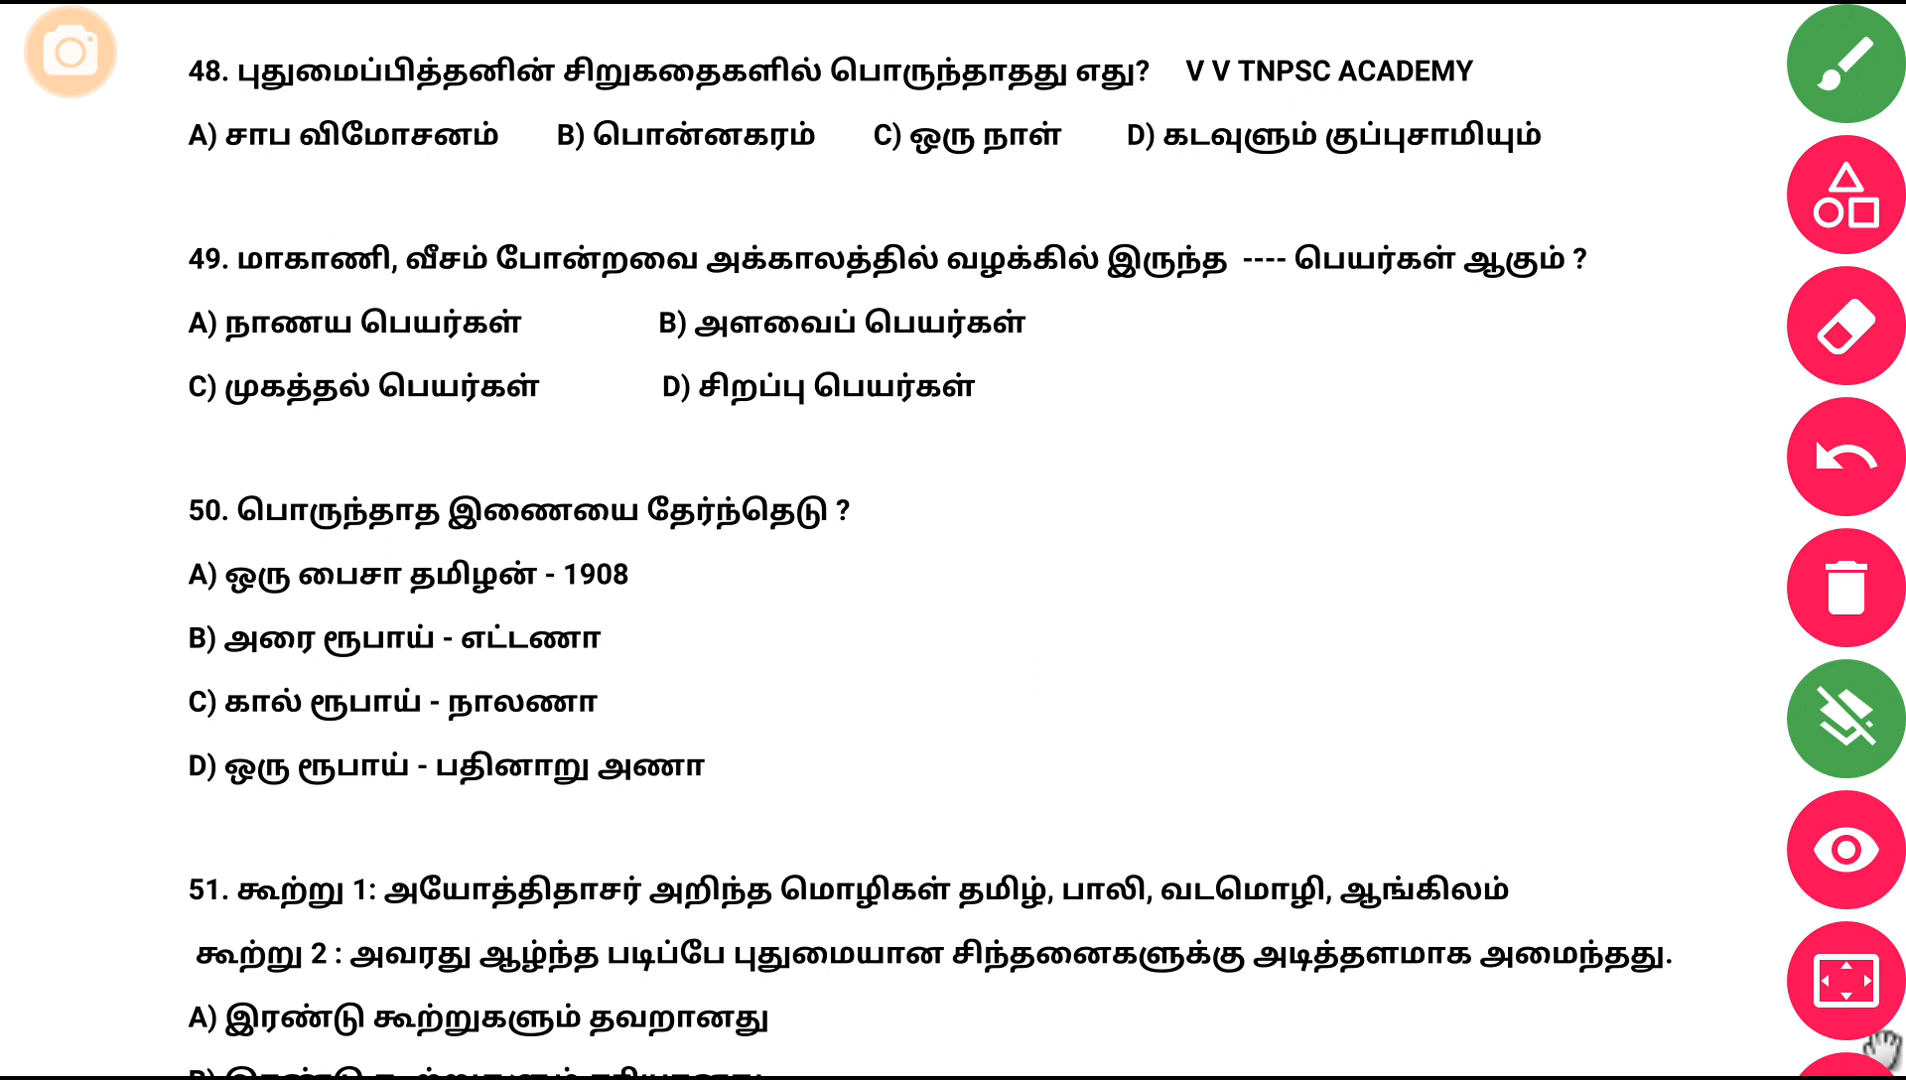 48. புதுமைப்பித்தனின் சிறுகதைகளில் பொருந்தாதது எது? V V TNPSC ACADEMY
A) சாப விமோசனம் B) பொன்னகரம் C) ஒரு நாள் D) கடவுளும் குப்புசாமியும்
49. மாகாணி, வீசம் போன்றவை அக்காலத்தில் வழக்கில் இருந்த ---- பெயர்கள் ஆகும் ?
A) நாணய பெயர்கள் B) அளவைப் பெயர்கள்
C) முகத்தல் பெயர்கள் D) சிறப்பு பெயர்கள்
50. பொருந்தாத இணையை தேர்ந்தெடு ?
A) ஒரு பைசா தமிழன் - 1908
B) அரை ரூபாய் - எட்டணா
C) கால் ரூபாய் - நாலணா
D) ஒரு ரூபாய் - பதினாறு அணா
51. கூற்று 1: அயோத்திதாசர் அறிந்த மொழிகள் தமிழ், பாலி, வடமொழி, ஆங்கிலம்
கூற்று 2 : அவரது ஆழ்ந்த படிப்பே புதுமையான சிந்தனைகளுக்கு அடித்தளமாக அமைந்தது.
A) இரண்டு கூற்றுகளும் தவறானது